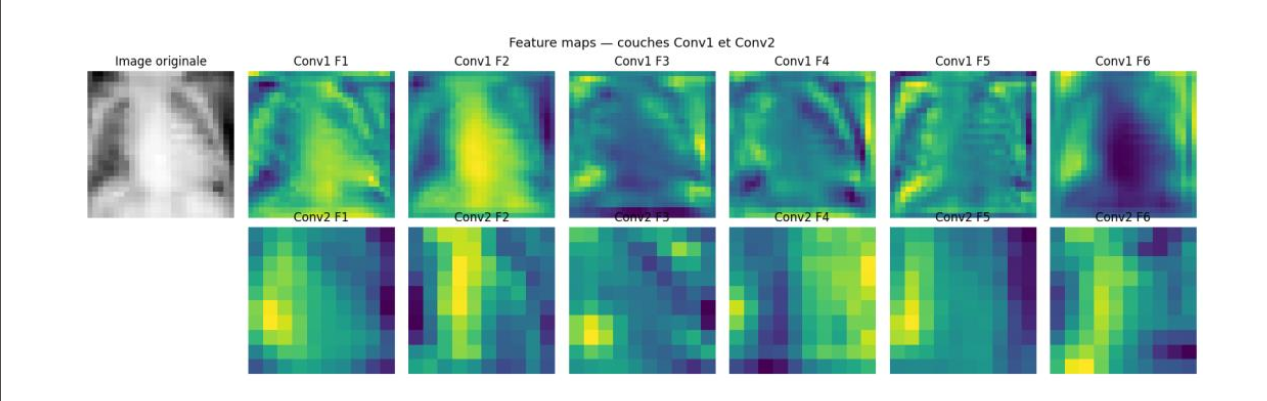 Feature maps — couches Conv1 et Conv2
Image originale
Conv1 F1
Conv1 F2
Conv1 F3
Conv1 F4
Conv1 F5
Conv1 F6
Conv2 F1
Conv2 F2
Conv2 F3
Conv2 F4
Conv2 F5
Conv2 F6